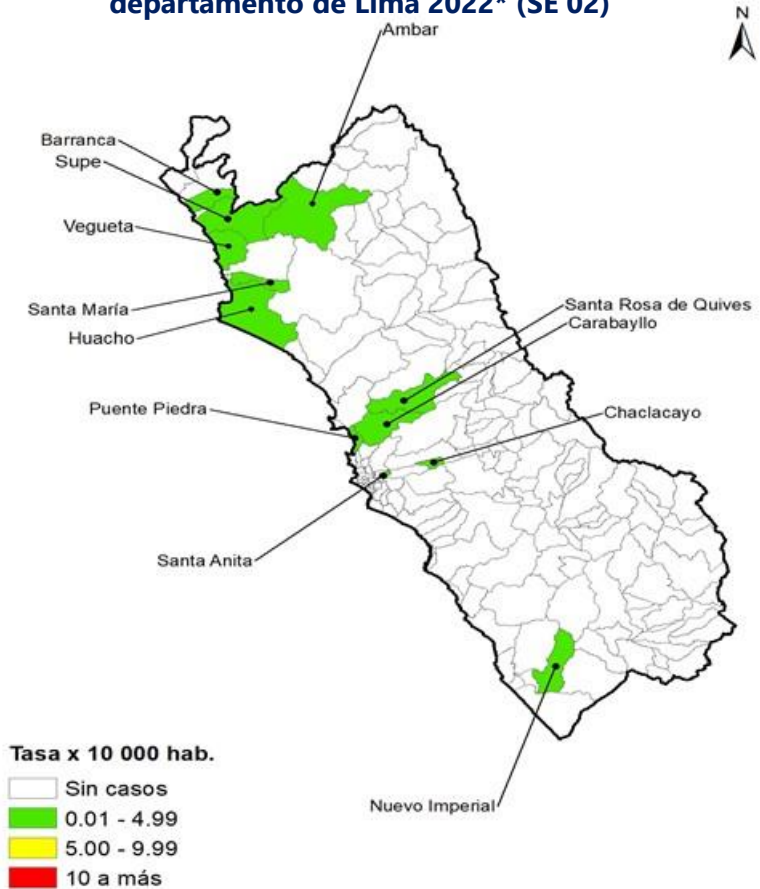 departamento de Lima 2022* (SE 02)
N
Ambar
Barranca
Supe
Vegueta
Santa María
Huacho
Santa Rosa de Quives
Carabayllo
Puente Piedra
Chaclacayo
Santa Anita
Nuevo Imperial
Tasa x 10 000 hab.
Sin casos
0.01 - 4.99
5.00 - 9.99
10 a más